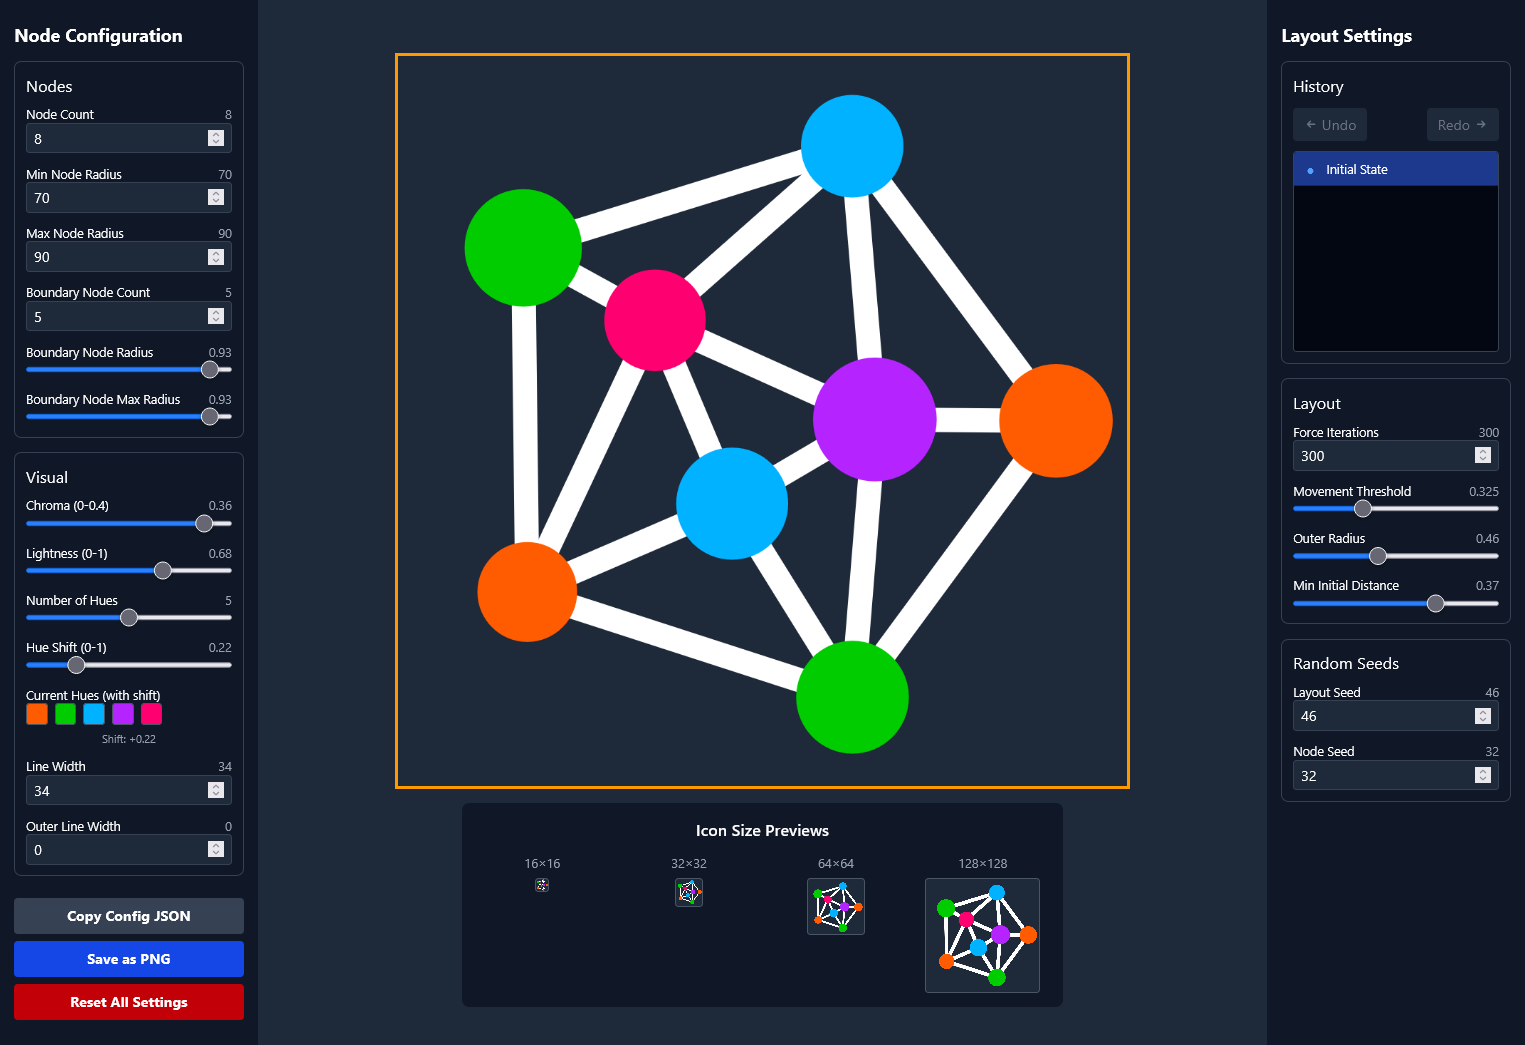 Node Configuration
Nodes
Node Count 8
8
Min Node Radius 70
70
Max Node Radius 90
90
Boundary Node Count 5
5
Boundary Node Radius 0.93
Boundary Node Max Radius 0.93
Visual
Chroma (0-0.4) 0.36
Lightness (0-1) 0.68
Number of Hues 5
Hue Shift (0-1) 0.22
Current Hues (with shift)
Shift: +0.22
Line Width 34
34
Outer Line Width 0
0
Copy Config JSON
Save as PNG
Reset All Settings
Icon Size Previews
16×16 32×32 64×64 128×128
Layout Settings
History
← Undo Redo →
Initial State
Layout
Force Iterations 300
300
Movement Threshold 0.325
Outer Radius 0.46
Min Initial Distance 0.37
Random Seeds
Layout Seed 46
46
Node Seed 32
32